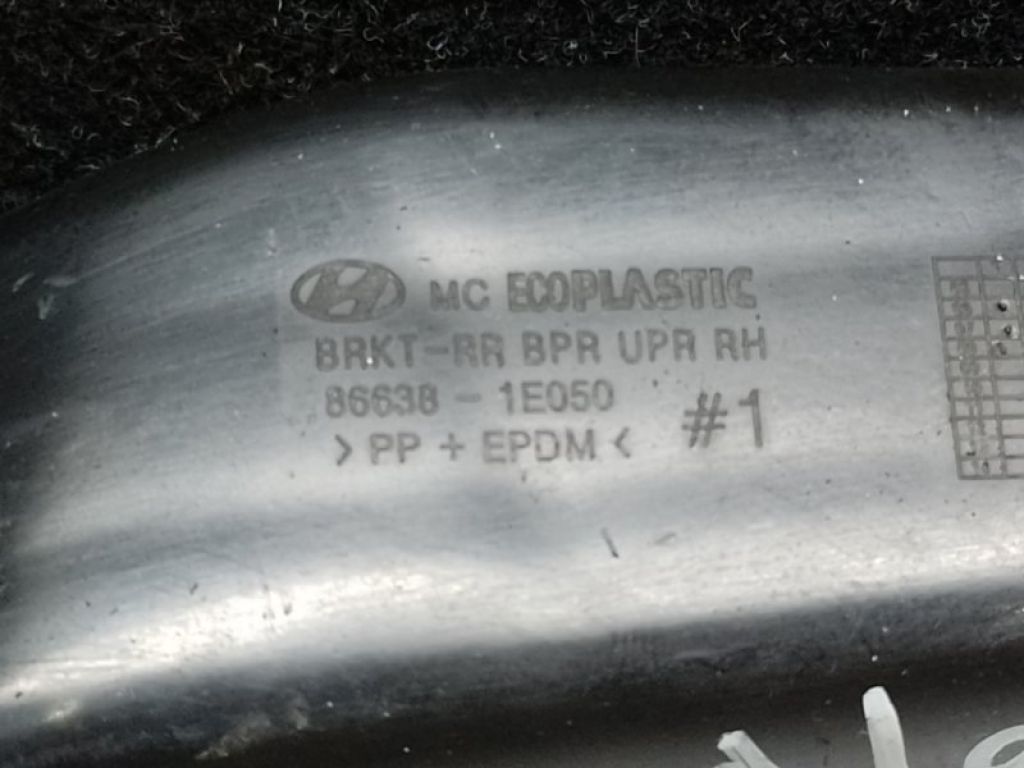 MC ECOPLASTIC
BRKT-RR BPR UPR RH
86638 - 1E050
> PP + EPDM < #1